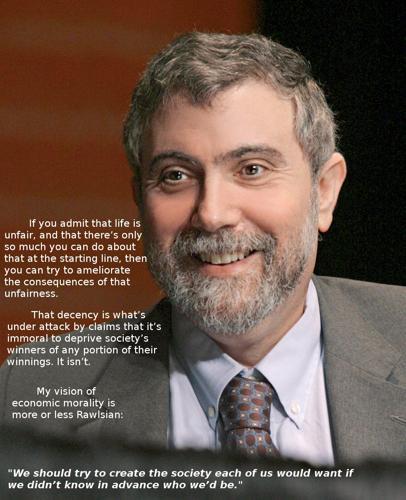 If you admit that life is
unfair, and that there's only
so much you can do about
that at the starting line, then
you can try to ameliorate
the consequences of that
unfairness.
That decency is what's
under attack by claims that it's
immoral to deprive society's
winners of any portion of their
winnings. It isn't.
My vision of
economic morality is
more or less Rawlsian:
"We should try to create the society each of us would want if
we didn't know in advance who we'd be."